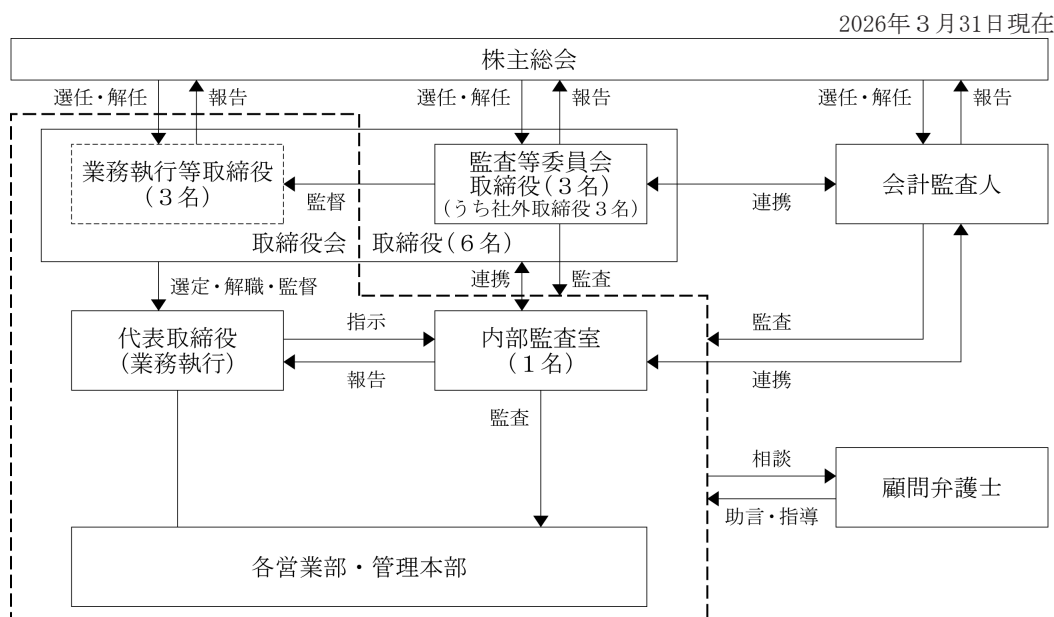 2026年３月31日現在
株主総会
選任・解任
報告
選任・解任
報告
選任・解任
報告
業務執行等取締役
（３名）
監督
監査等委員会
取締役（３名）
（うち社外取締役３名）
連携
会計監査人
取締役会
取締役（６名）
選定・解職・監督
連携
監査
代表取締役
（業務執行）
指示
報告
内部監査室
（１名）
監査
連携
監査
相談
助言・指導
顧問弁護士
各営業部・管理本部